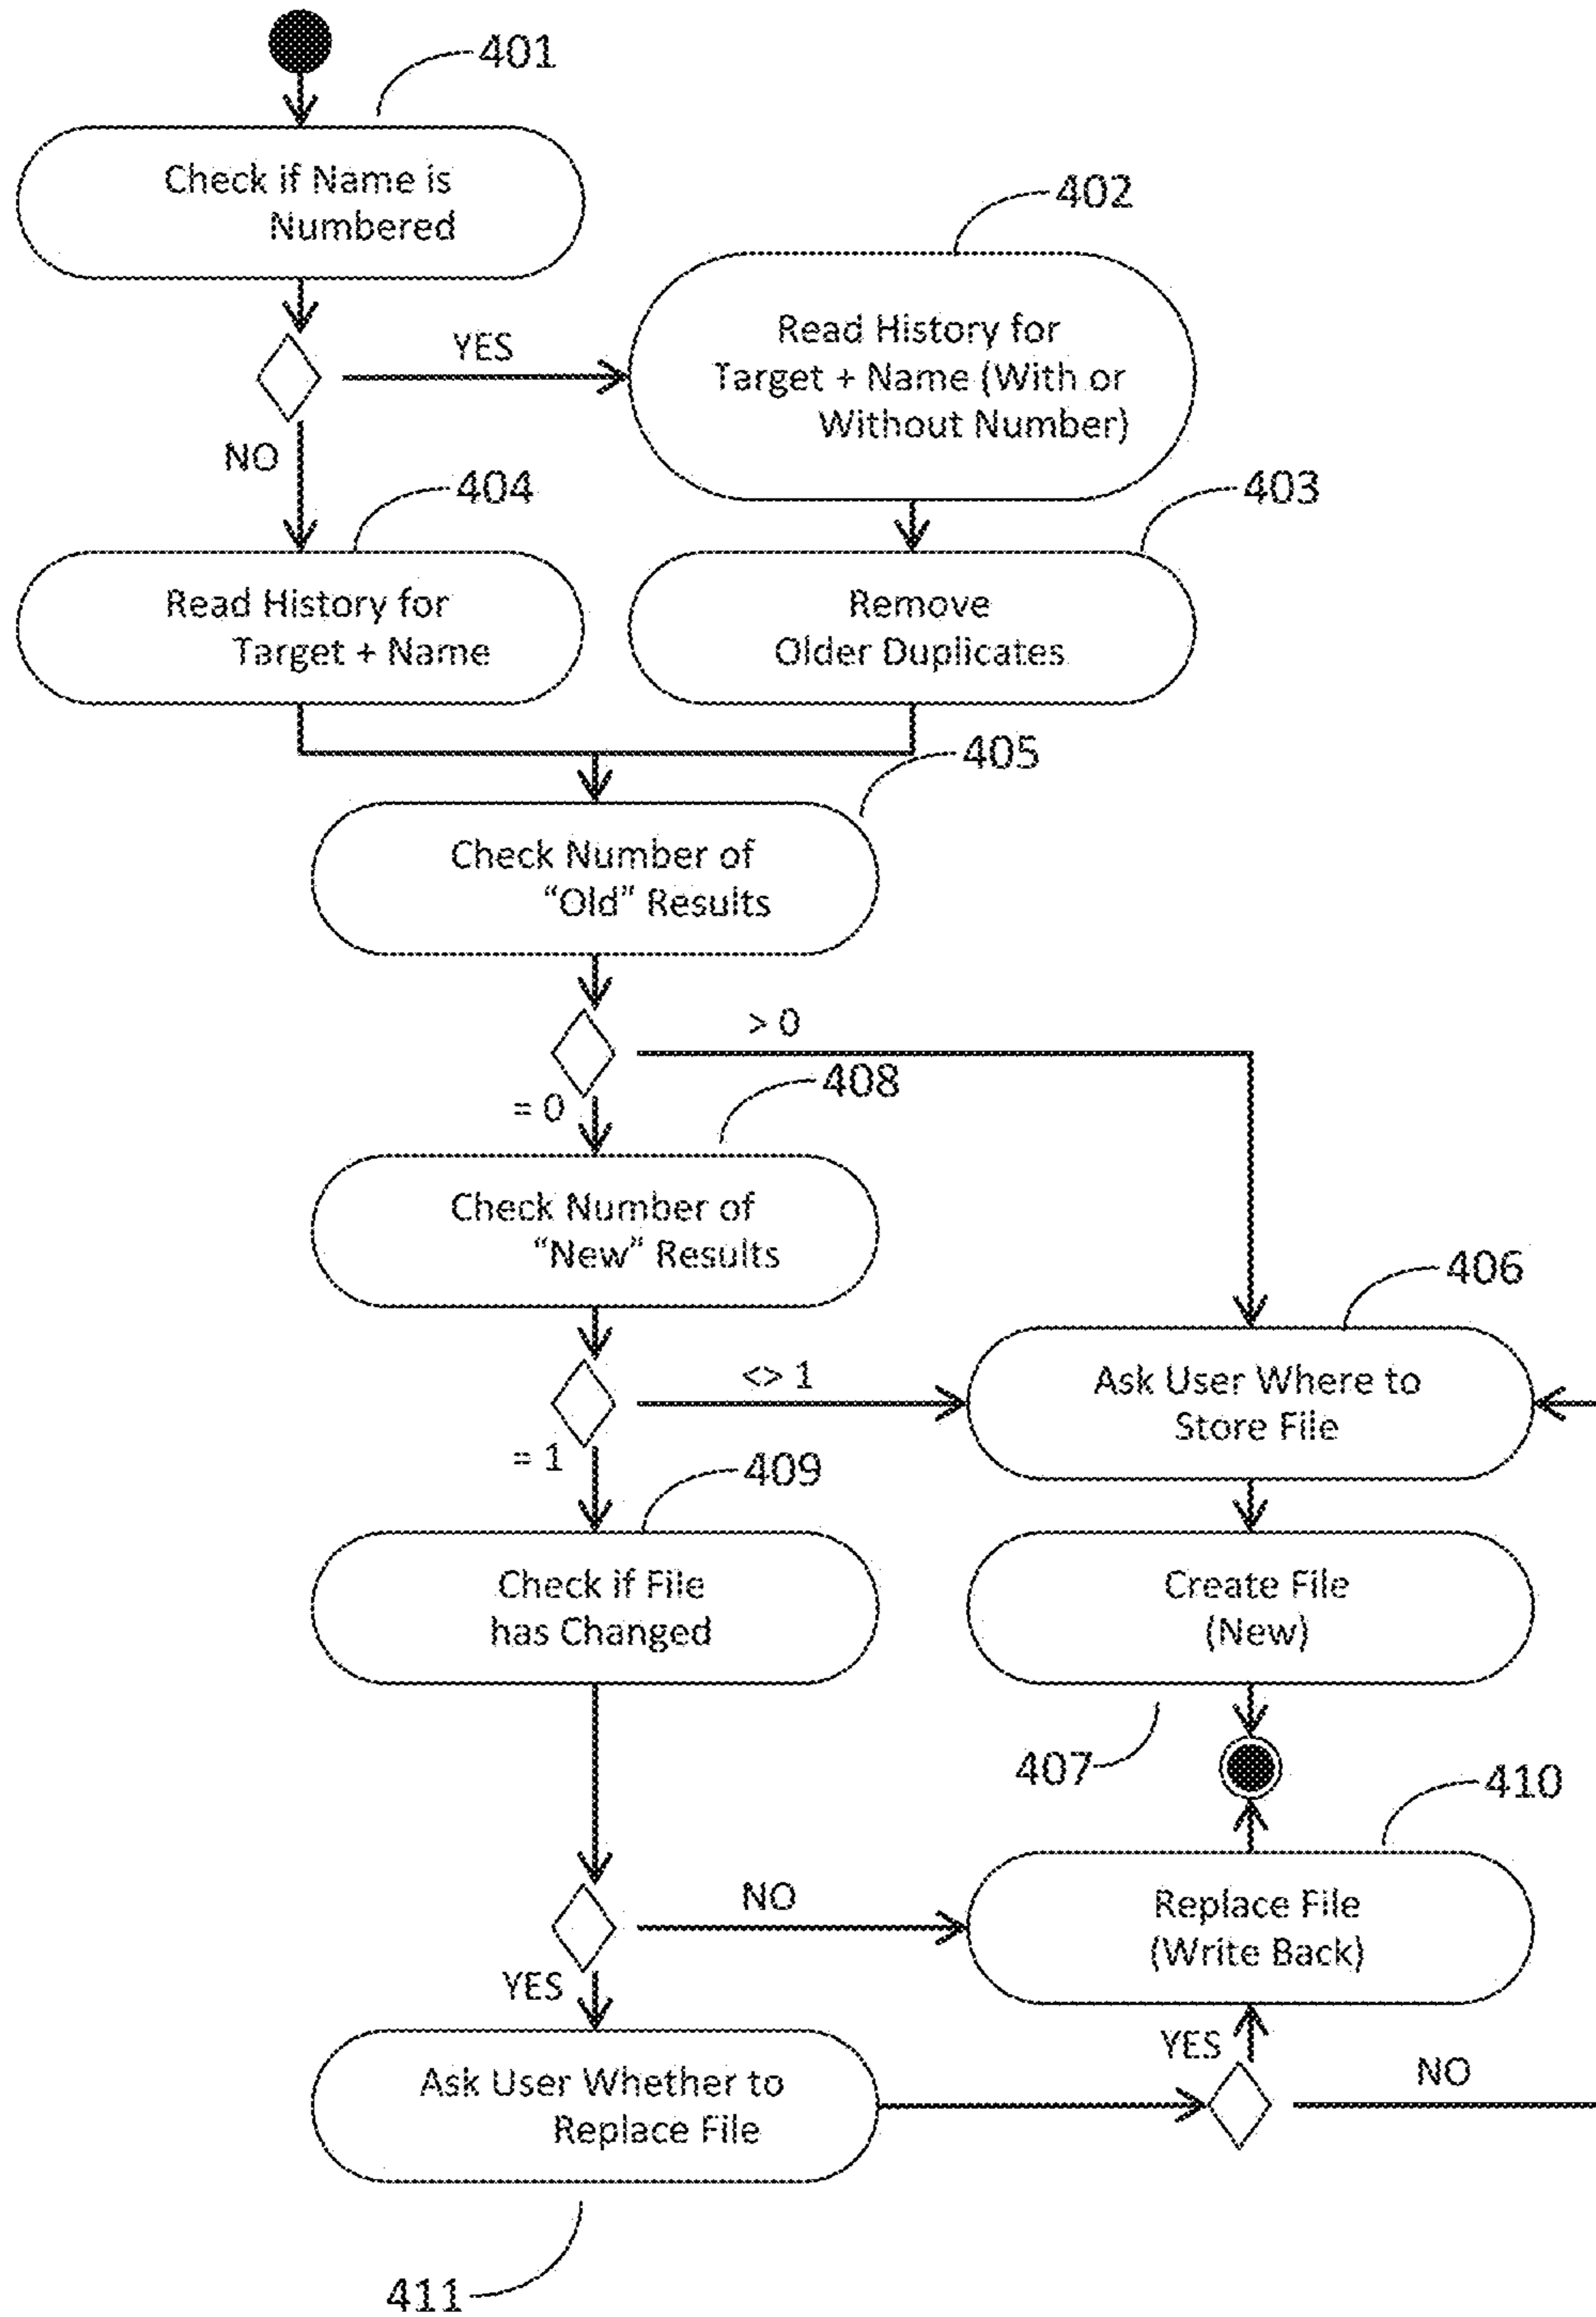 401
Check if Name is
Numbered
402
YES
Read History for
Target + Name (With or
Without Number)
NO
404
403
Read History for
Target + Name
Remove
Older Duplicates
405
Check Number of
“Old” Results
> 0
= 0
408
Check Number of
“New” Results
406
<> 1
Ask User Where to
Store File
= 1
409
Check if File
has Changed
Create File
(New)
407
410
NO
Replace File
(Write Back)
YES
Ask User Whether to
Replace File
YES
NO
411